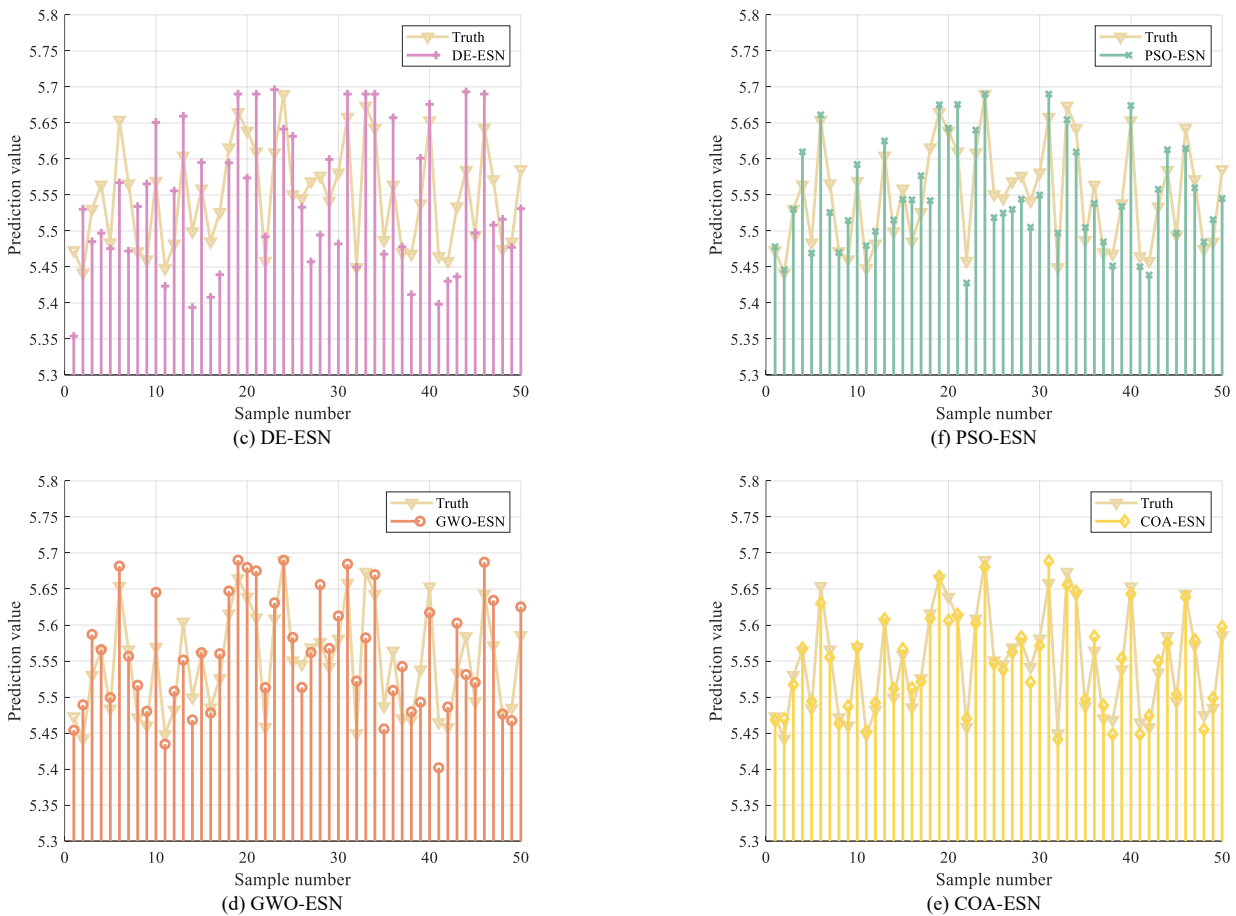 5.8
5.75
5.7
5.65
5.6
5.55
5.5
5.45
5.4
5.35
5.3
Prediction value
Truth
DE-ESN
0 10 20 30 40 50
Sample number
(c) DE-ESN
5.8
5.75
5.7
5.65
5.6
5.55
5.5
5.45
5.4
5.35
5.3
Prediction value
Truth
PSO-ESN
0 10 20 30 40 50
Sample number
(f) PSO-ESN
5.8
5.75
5.7
5.65
5.6
5.55
5.5
5.45
5.4
5.35
5.3
Prediction value
Truth
GWO-ESN
0 10 20 30 40 50
Sample number
(d) GWO-ESN
5.8
5.75
5.7
5.65
5.6
5.55
5.5
5.45
5.4
5.35
5.3
Prediction value
Truth
COA-ESN
0 10 20 30 40 50
Sample number
(e) COA-ESN